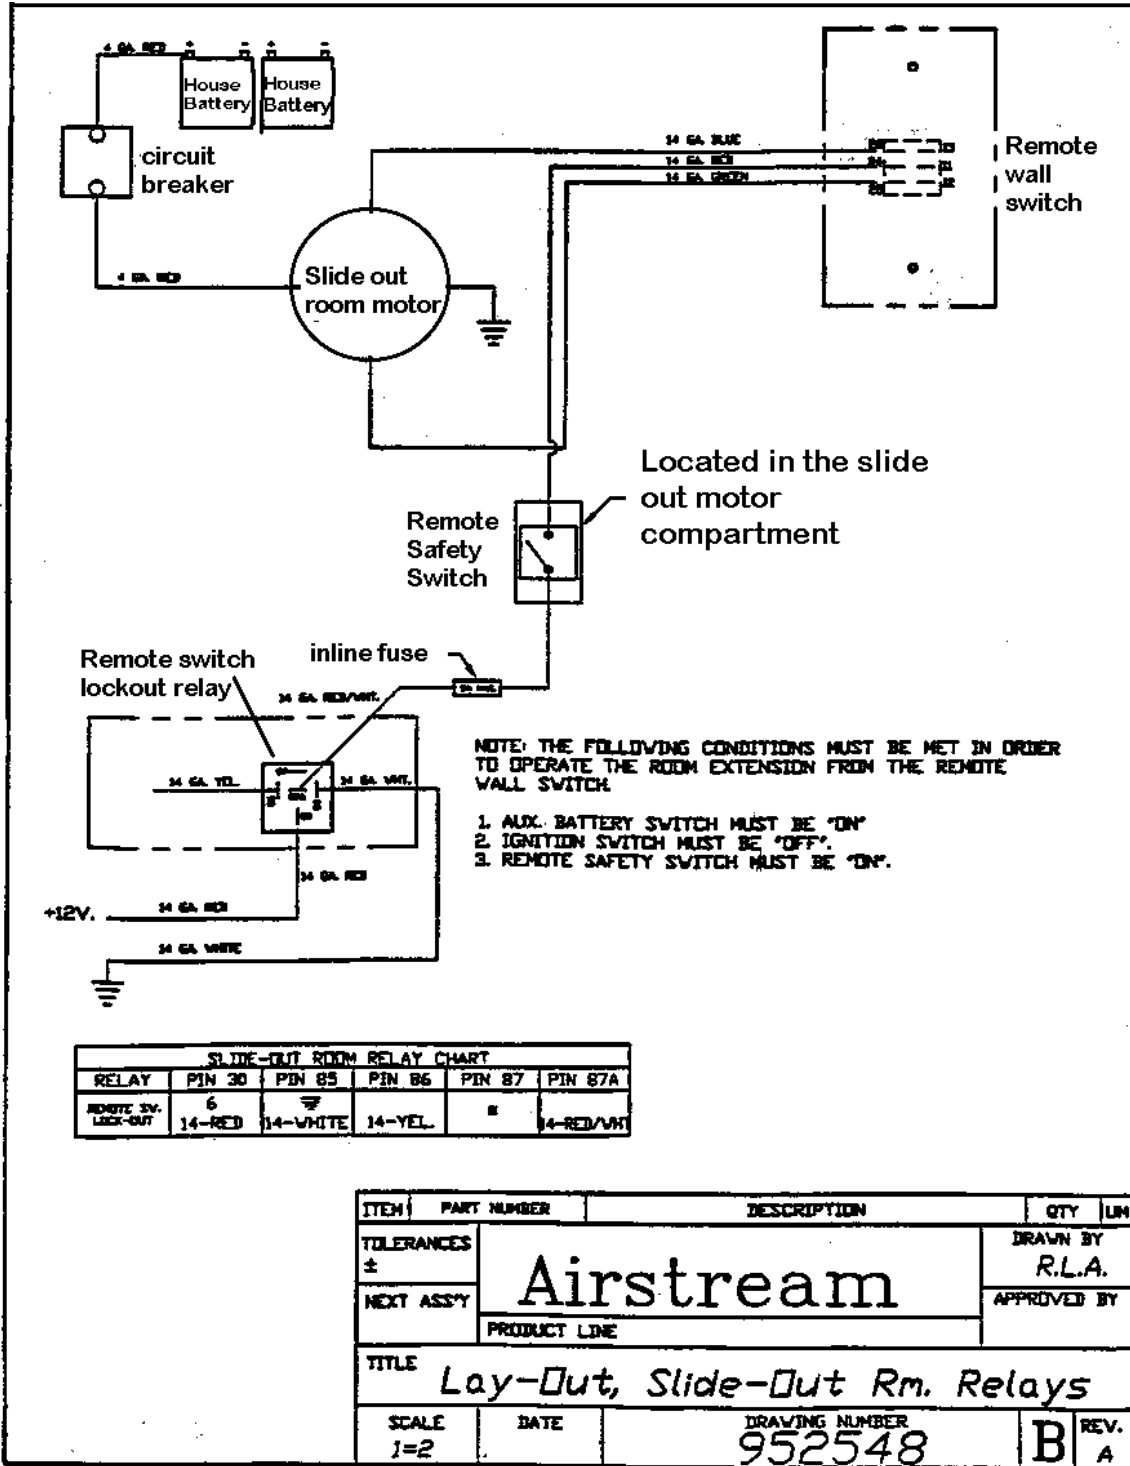 4 GA. RED
+ - + -
House
Battery
House
Battery
circuit
breaker
14 GA. BLUE
14 GA. RED
14 GA. GREEN
Remote
wall
switch
4 GA. RED
Slide out
room motor
Located in the slide
out motor
compartment
Remote
Safety
Switch
inline fuse
Remote switch
lockout relay
14 GA. RED/WHT.
14 GA. YEL.
14 GA. WHT.
14 GA. RED
+12V.
14 GA. RED
14 GA. WHITE
NOTE: THE FOLLOWING CONDITIONS MUST BE MET IN ORDER
TO OPERATE THE ROOM EXTENSION FROM THE REMOTE
WALL SWITCH.
1. AUX. BATTERY SWITCH MUST BE "ON"
2. IGNITION SWITCH MUST BE "OFF".
3. REMOTE SAFETY SWITCH MUST BE "ON".
SLIDE-OUT ROOM RELAY CHART
RELAY PIN 30 PIN 85 PIN 86 PIN 87 PIN 87A
REMOTE SW.
LOCK-OUT
6
14-RED 14-WHITE 14-YEL. 14-RED/WHT
ITEM PART NUMBER DESCRIPTION QTY UM
TOLERANCES
±
NEXT ASS'Y
Airstream
PRODUCT LINE
DRAWN BY
R.L.A.
APPROVED BY
TITLE
Lay-Out, Slide-Out Rm. Relays
SCALE
1=2
DATE
DRAWING NUMBER
952548
B
REV.
A